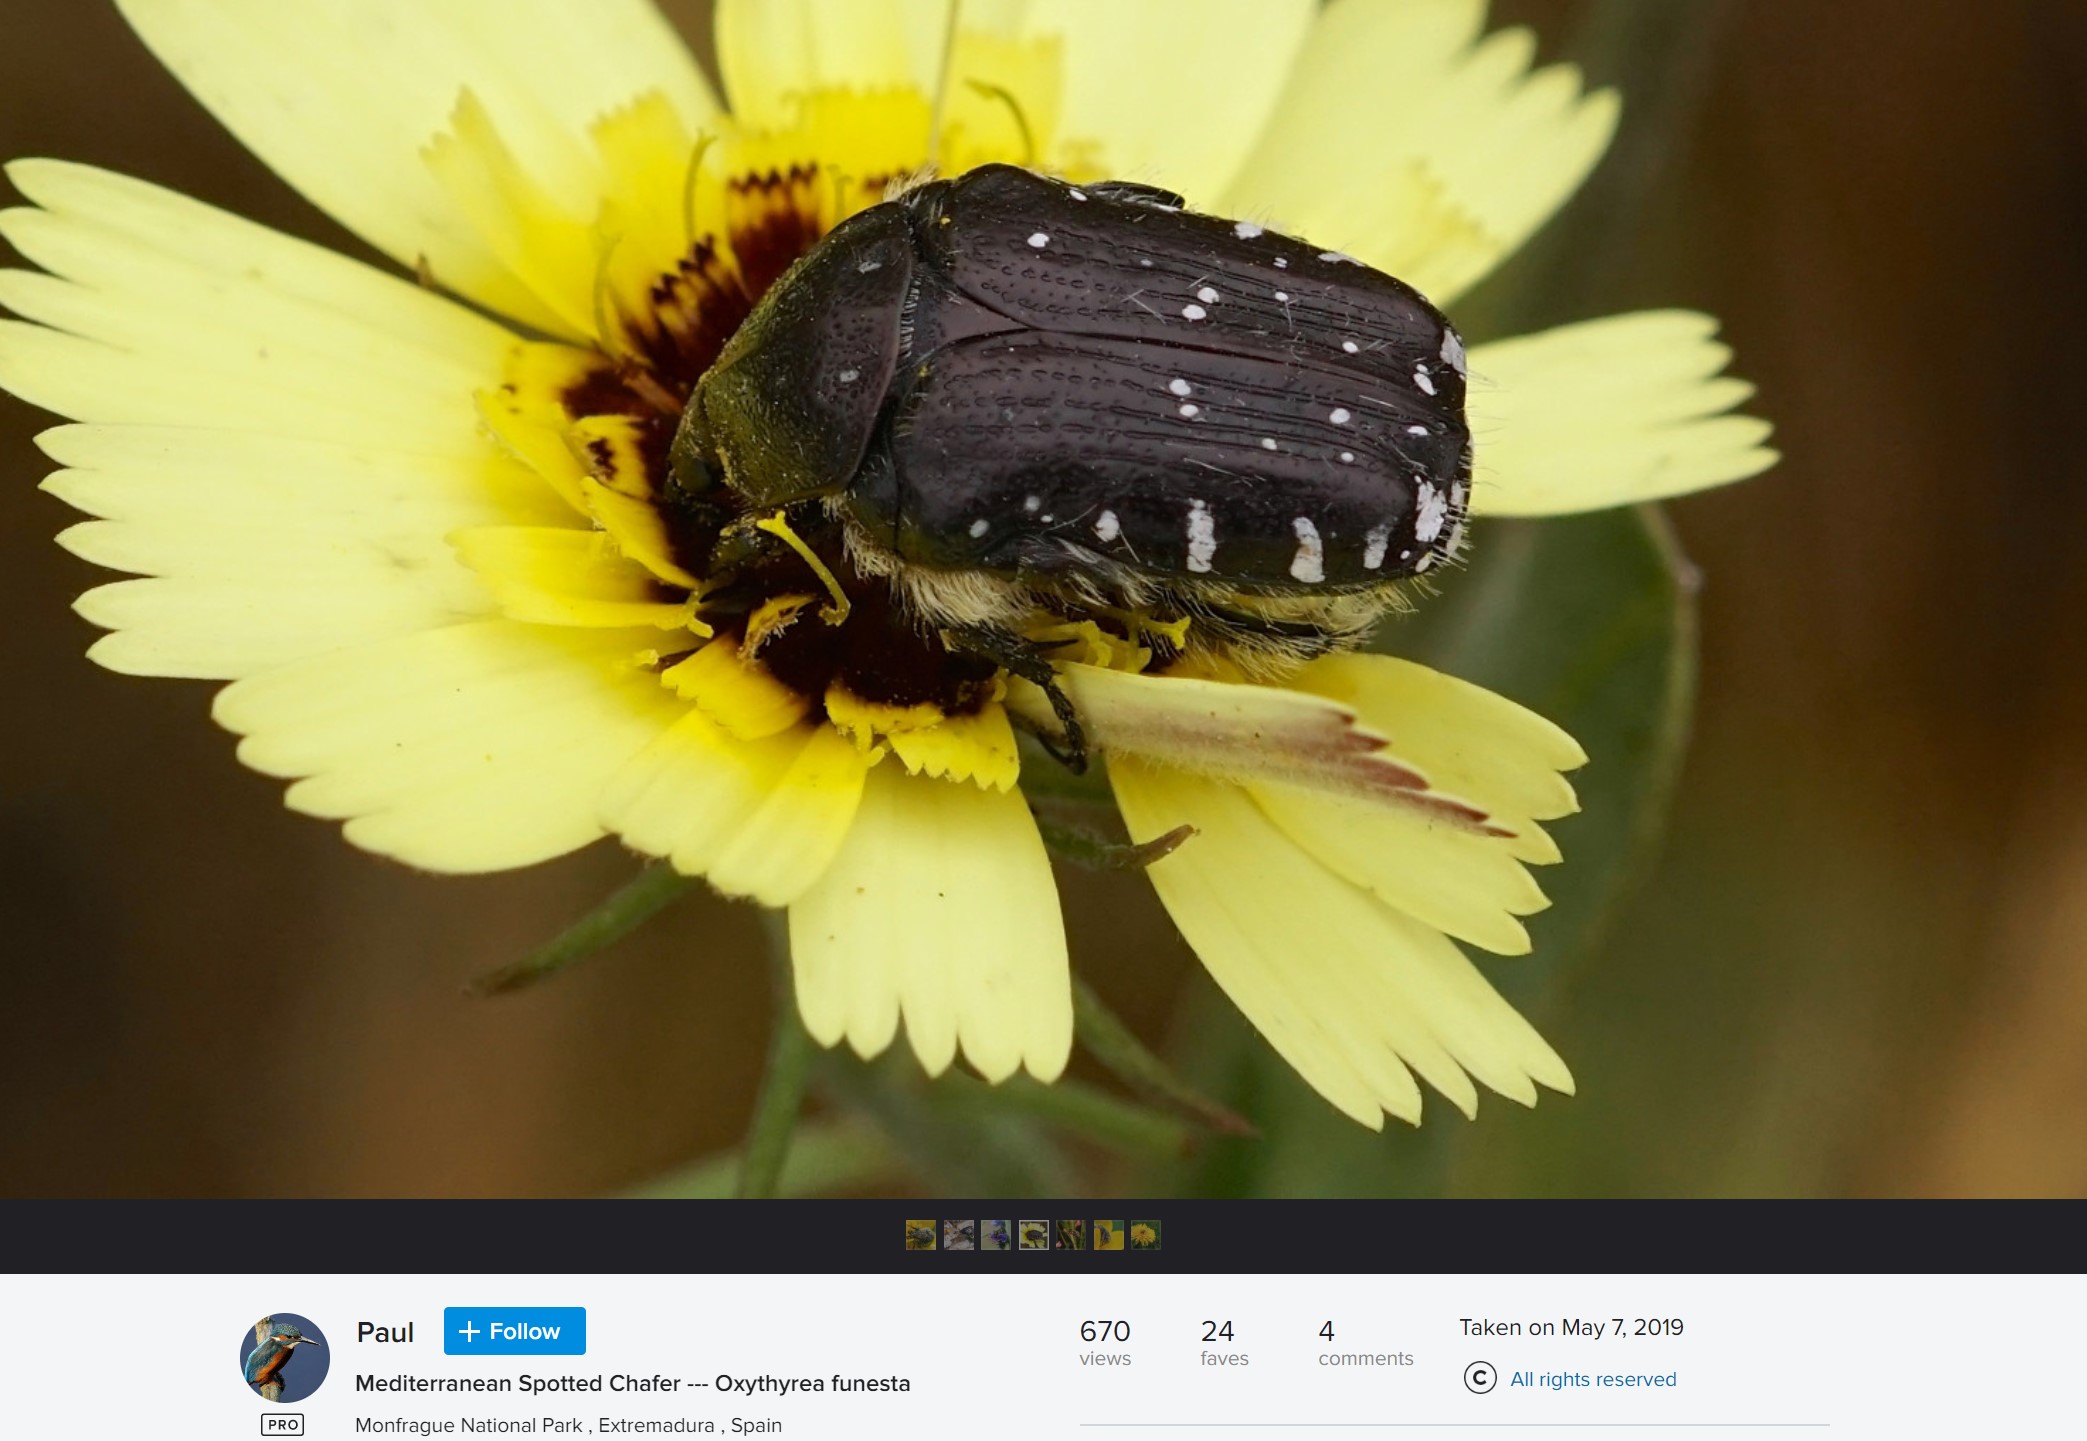 Paul
+ Follow
PRO
Mediterranean Spotted Chafer --- Oxythyrea funesta
Monfrague National Park , Extremadura , Spain
670 views
24 faves
4 comments
Taken on May 7, 2019
© All rights reserved